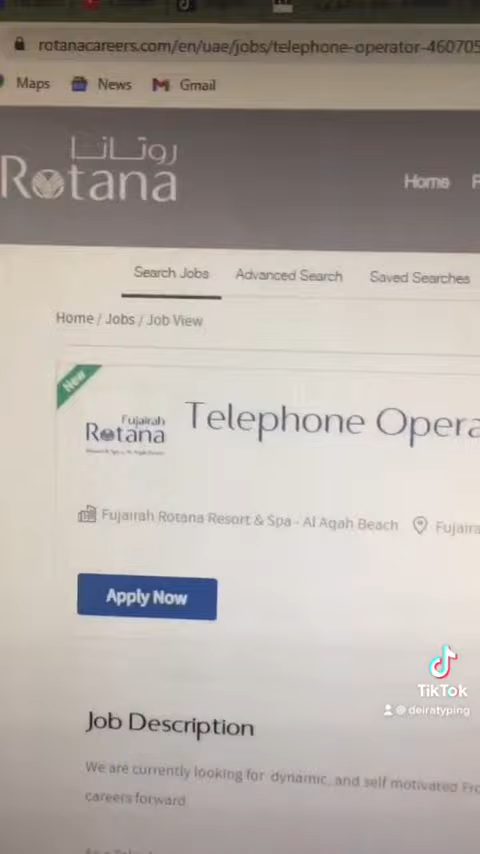 rotanacareers.com/en/uae/jobs/telephone-operator-460705
Maps News Gmail
روتانا
Rotana
Home
Search Jobs Advanced Search Saved Searches
Home / Jobs / Job View
New
Fujairah
Rotana
Telephone Opera
Fujairah Rotana Resort & Spa - Al Aqah Beach Fujaira
Apply Now
TikTok
@deiratyping
Job Description
We are currently looking for dynamic, and self motivated Fro
careers forward